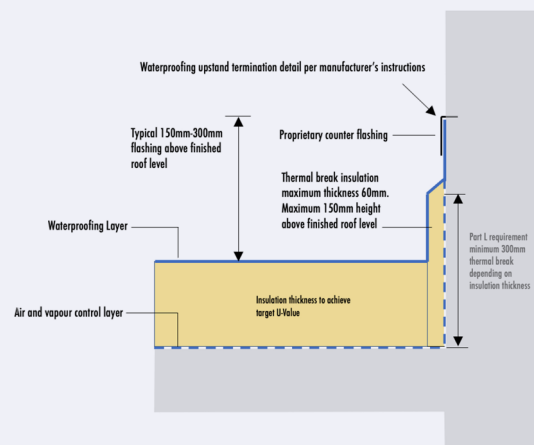 Waterproofing upstand termination detail per manufacturer's instructions
Typical 150mm-300mm
flashing above finished
roof level
Proprietary counter flashing
Thermal break insulation
maximum thickness 60mm.
Maximum 150mm height
above finished roof level
Waterproofing Layer
Part L requirement
minimum 300mm
thermal break
depending on
insulation thickness
Insulation thickness to achieve
target U-Value
Air and vapour control layer